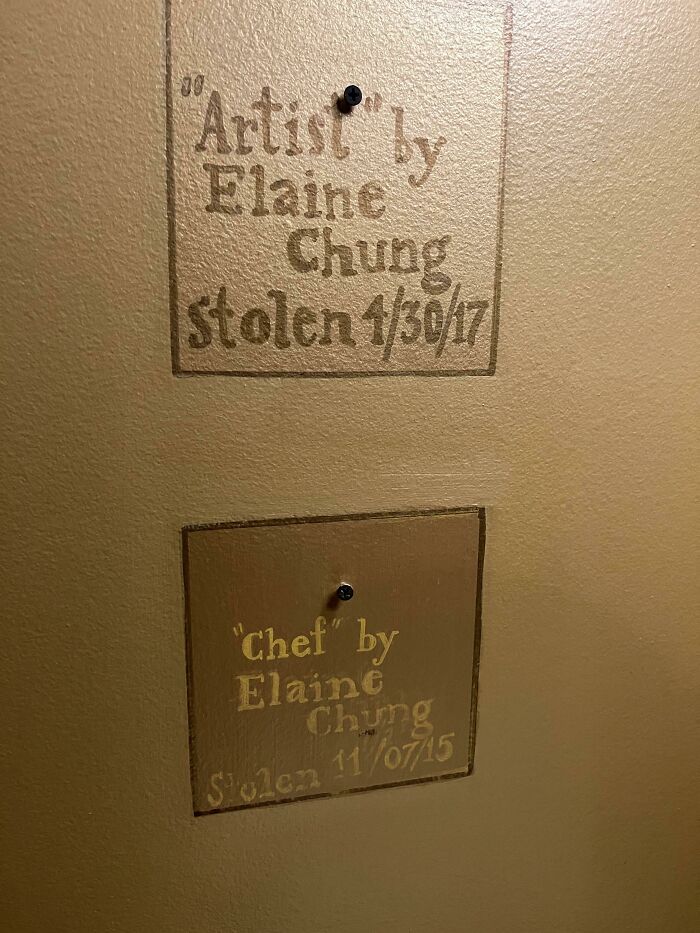 "Artist" by
Elaine
Chung
Stolen 4/30/17
"Chef" by
Elaine
Chung
Stolen 11/07/15